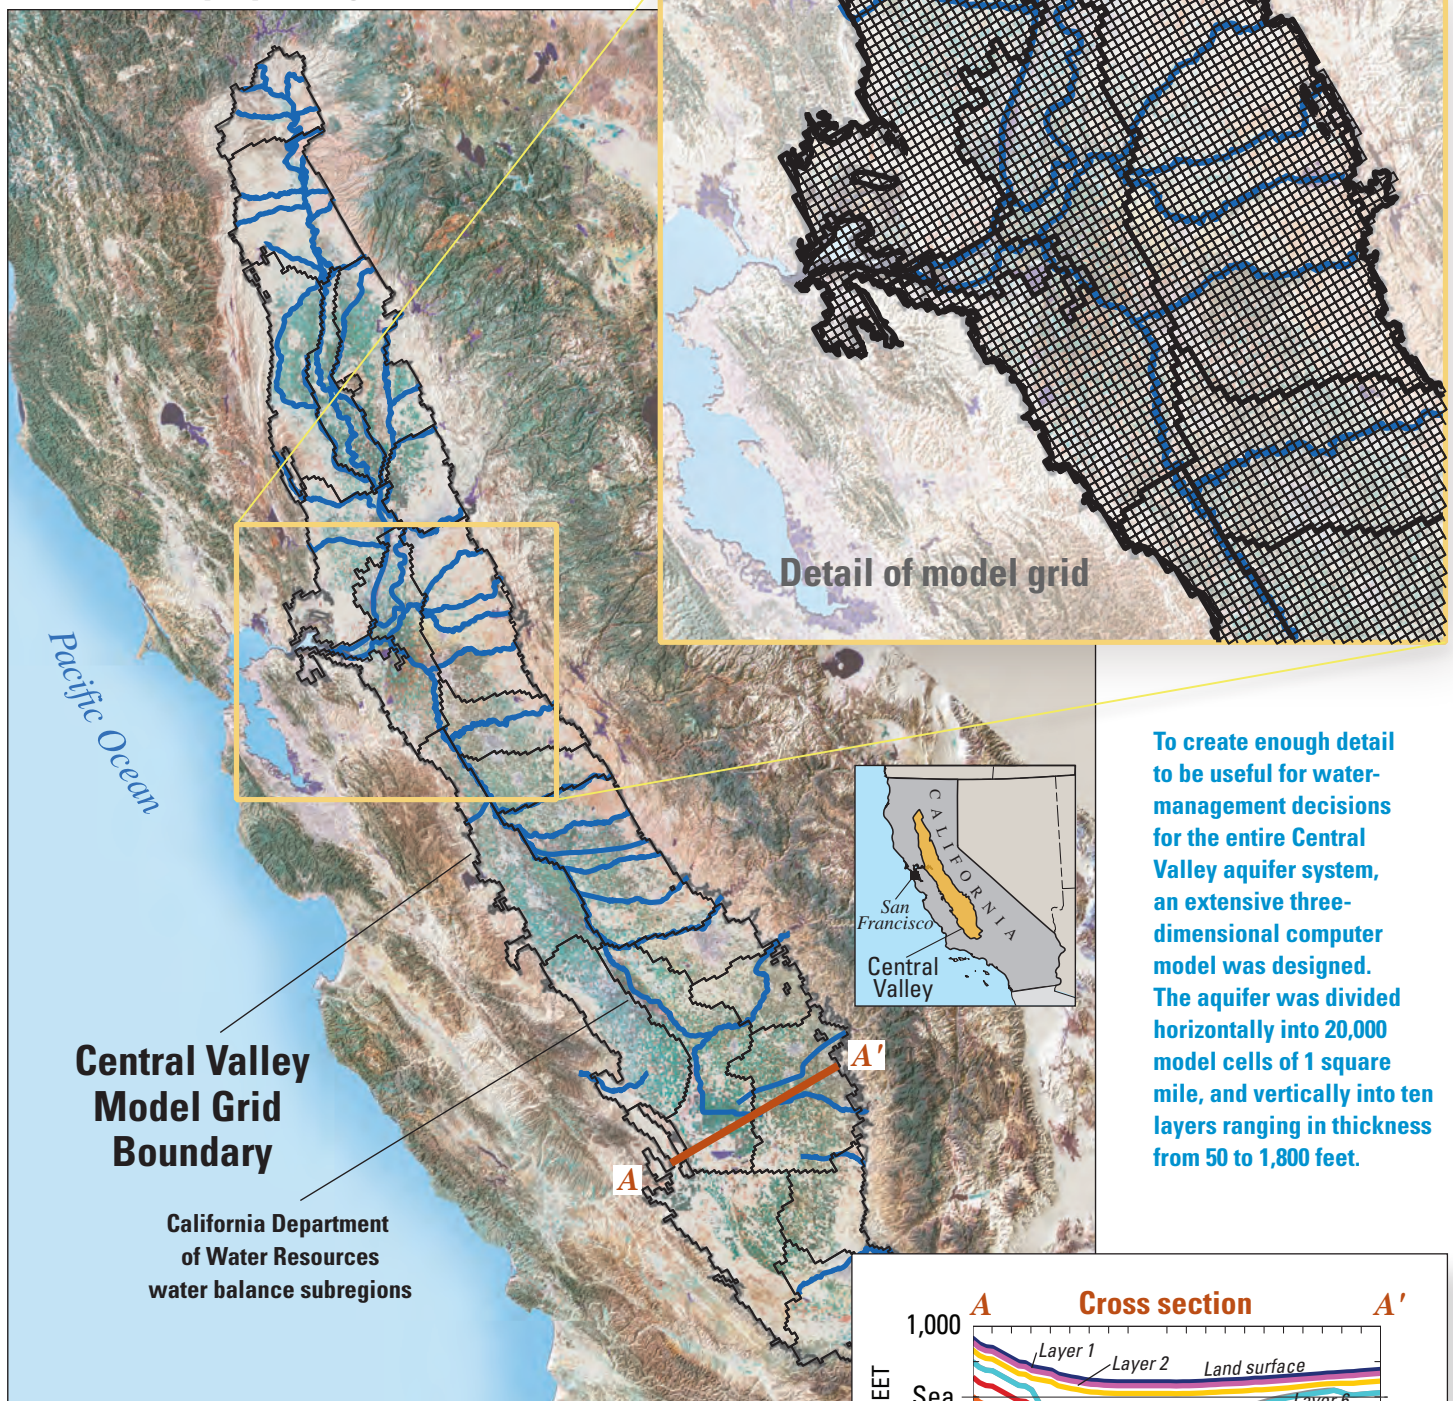 Detail of model grid
Pacific Ocean
To create enough detail
to be useful for water-
management decisions
for the entire Central
Valley aquifer system,
an extensive three-
dimensional computer
model was designed.
The aquifer was divided
horizontally into 20,000
model cells of 1 square
mile, and vertically into ten
layers ranging in thickness
from 50 to 1,800 feet.
CALIFORNIA
San
Francisco
Central
Valley
Central Valley
Model Grid
Boundary
California Department
of Water Resources
water balance subregions
A
A'
A
Cross section
A'
1,000
Layer 1
Layer 2
Land surface
Sea
Layer 6
EET